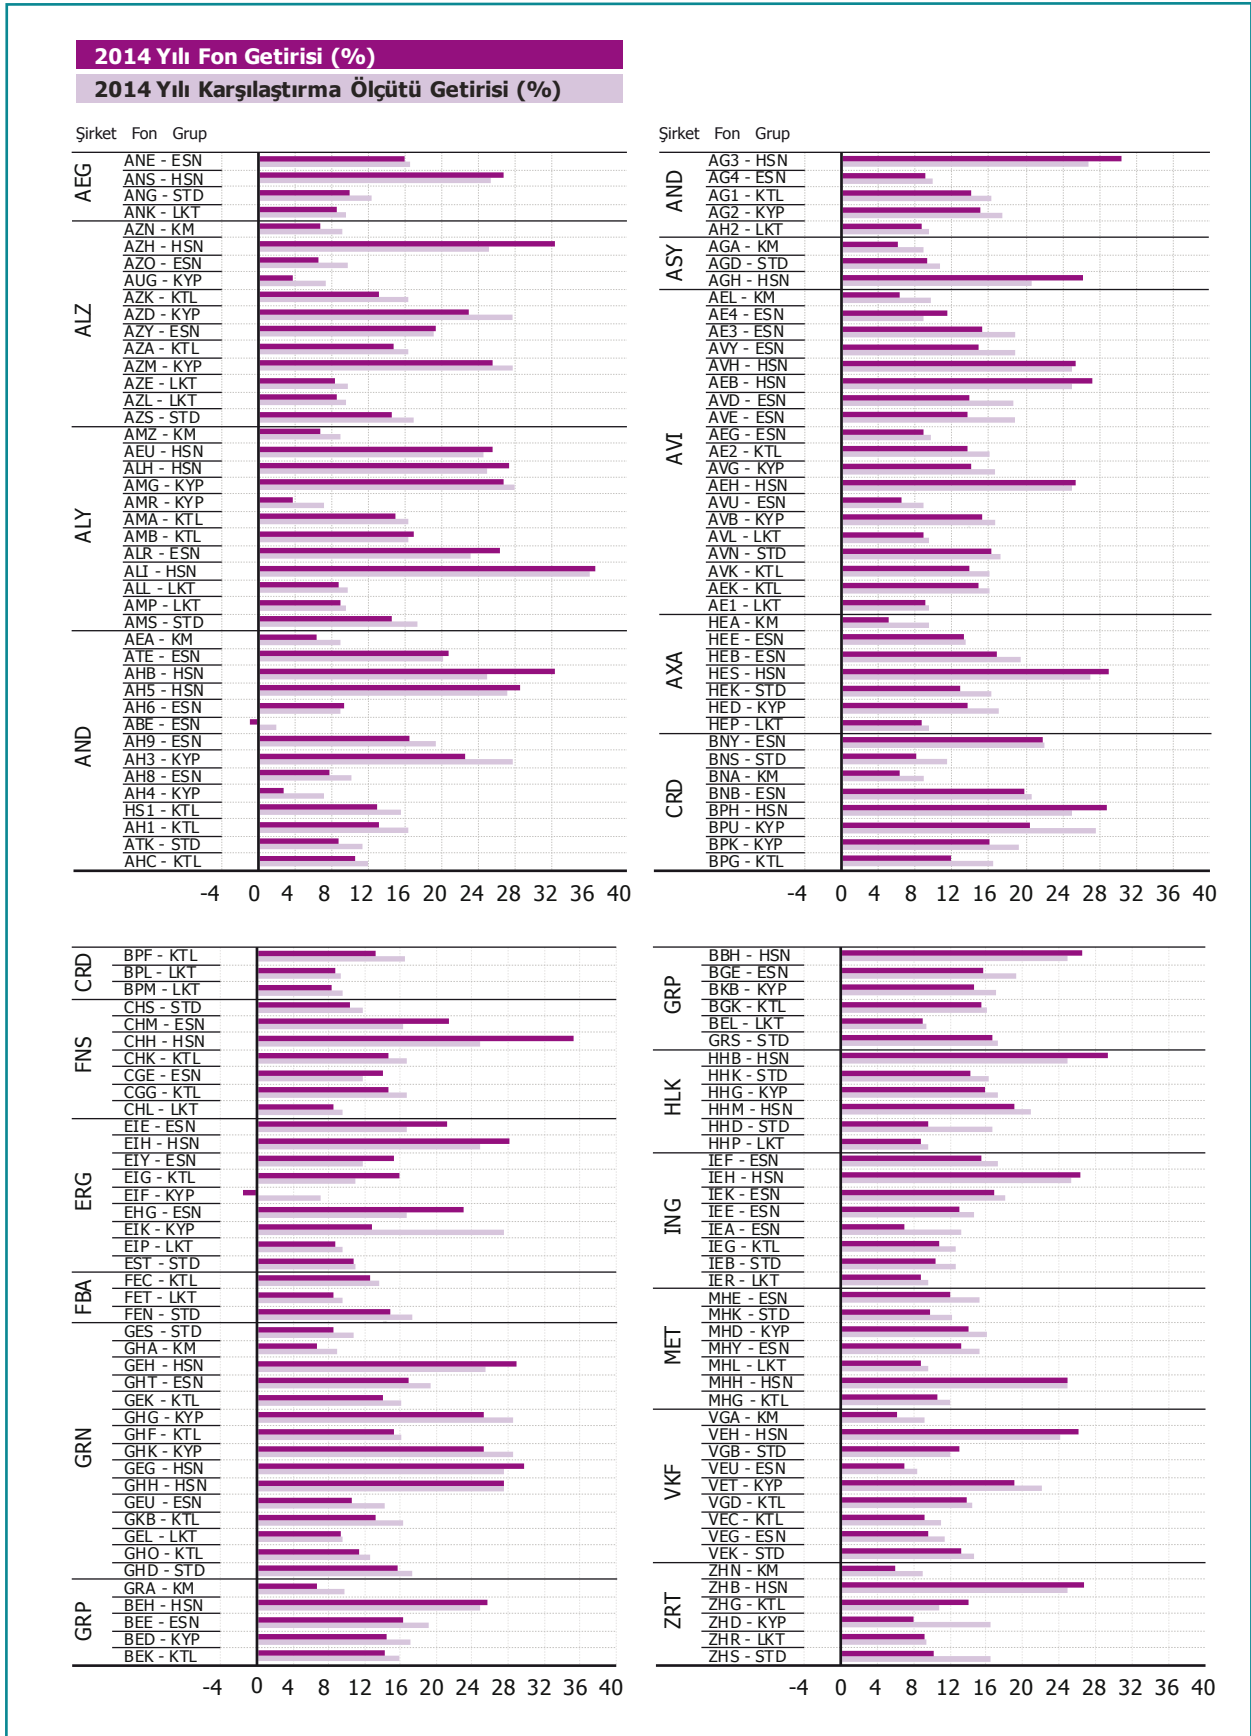 2014 Yılı Fon Getirisi (%)
2014 Yılı Karşılaştırma Ölçütü Getirisi (%)
Şirket Fon Grup
AEG
ANE - ESN
ANS - HSN
ANG - STD
ANK - LKT
ALZ
AZN - KM
AZH - HSN
AZO - ESN
AUG - KYP
AZK - KTL
AZD - KYP
AZY - ESN
AZA - KTL
AZM - KYP
AZE - LKT
AZL - LKT
AZS - STD
ALY
AMZ - KM
AEU - HSN
ALH - HSN
AMG - KYP
AMR - KYP
AMA - KTL
AMB - KTL
ALR - ESN
ALI - HSN
ALL - LKT
AMP - LKT
AMS - STD
AND
AEA - KM
ATE - ESN
AHB - HSN
AH5 - HSN
AH6 - ESN
ABE - ESN
AH9 - ESN
AH3 - KYP
AH8 - ESN
AH4 - KYP
HS1 - KTL
AH1 - KTL
ATK - STD
AHC - KTL
-4 0 4 8 12 16 20 24 28 32 36 40
Şirket Fon Grup
AND
AG3 - HSN
AG4 - ESN
AG1 - KTL
AG2 - KYP
AH2 - LKT
ASY
AGA - KM
AGD - STD
AGH - HSN
AVI
AEL - KM
AE4 - ESN
AE3 - ESN
AVY - ESN
AVH - HSN
AEB - HSN
AVD - ESN
AVE - ESN
AEG - ESN
AE2 - KTL
AVG - KYP
AEH - HSN
AVU - ESN
AVB - KYP
AVL - LKT
AVN - STD
AVK - KTL
AEK - KTL
AE1 - LKT
AXA
HEA - KM
HEE - ESN
HEB - ESN
HES - HSN
HEK - STD
HED - KYP
HEP - LKT
CRD
BNY - ESN
BNS - STD
BNA - KM
BNB - ESN
BPH - HSN
BPU - KYP
BPK - KYP
BPG - KTL
-4 0 4 8 12 16 20 24 28 32 36 40
CRD
BPF - KTL
BPL - LKT
BPM - LKT
FNS
CHS - STD
CHM - ESN
CHH - HSN
CHK - KTL
CGE - ESN
CGG - KTL
CHL - LKT
ERG
EIE - ESN
EIH - HSN
EIY - ESN
EIG - KTL
EIF - KYP
EHG - ESN
EIK - KYP
EIP - LKT
EST - STD
FBA
FEC - KTL
FET - LKT
FEN - STD
GRN
GES - STD
GHA - KM
GEH - HSN
GHT - ESN
GEK - KTL
GHG - KYP
GHF - KTL
GHK - KYP
GEG - HSN
GHH - HSN
GEU - ESN
GKB - KTL
GEL - LKT
GHO - KTL
GHD - STD
GRP
GRA - KM
BEH - HSN
BEE - ESN
BED - KYP
BEK - KTL
-4 0 4 8 12 16 20 24 28 32 36 40
GRP
BBH - HSN
BGE - ESN
BKB - KYP
BGK - KTL
BEL - LKT
GRS - STD
HLK
HHB - HSN
HHK - STD
HHG - KYP
HHM - HSN
HHD - STD
HHP - LKT
ING
IEF - ESN
IEH - HSN
IEK - ESN
IEE - ESN
IEA - ESN
IEG - KTL
IEB - STD
IER - LKT
MET
MHE - ESN
MHK - STD
MHD - KYP
MHY - ESN
MHL - LKT
MHH - HSN
MHG - KTL
VKF
VGA - KM
VEH - HSN
VGB - STD
VEU - ESN
VET - KYP
VGD - KTL
VEC - KTL
VEG - ESN
VEK - STD
ZRT
ZHN - KM
ZHB - HSN
ZHG - KTL
ZHD - KYP
ZHR - LKT
ZHS - STD
-4 0 4 8 12 16 20 24 28 32 36 40